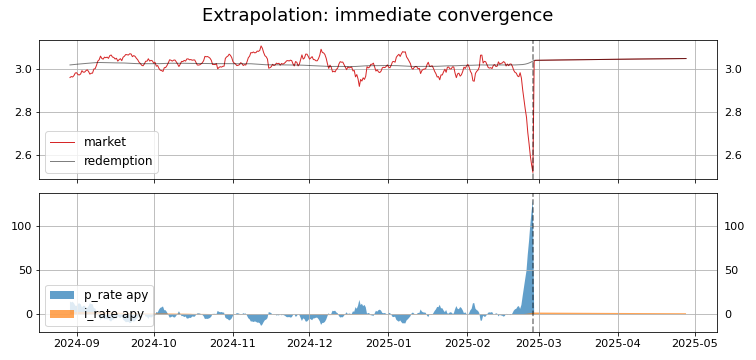 Extrapolation: immediate convergence
3.0 3.0
2.8 2.8
2.6 2.6
market
redemption
100 100
50 50
0 0
p_rate apy
i_rate apy
2024-09 2024-10 2024-11 2024-12 2025-01 2025-02 2025-03 2025-04 2025-05